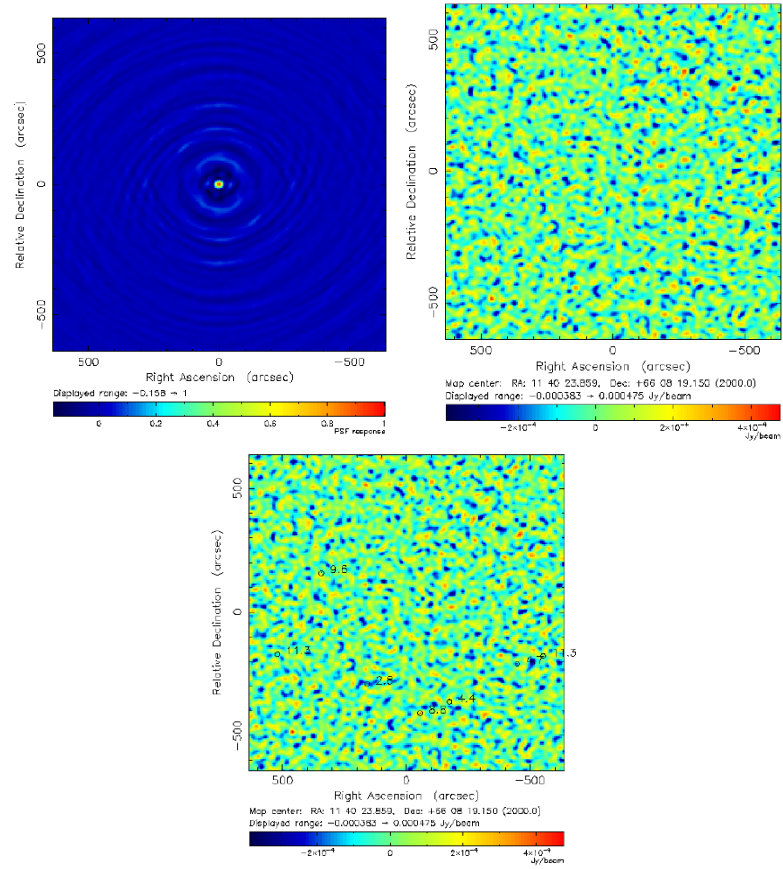 Relative Declination (arcsec)
500
0
−500
500
0
−500
Right Ascension (arcsec)
Displayed range: −0.158 → 1
0
0.2
0.4
0.6
0.8
1
PSF response
Relative Declination (arcsec)
500
0
−500
500
0
−500
Right Ascension (arcsec)
Map center: RA: 11 40 23.859, Dec: +66 08 19.150 (2000.0)
Displayed range: −0.000383 → 0.000475 Jy/beam
−2×10⁻⁴
0
2×10⁻⁴
4×10⁻⁴
Jy/beam
Relative Declination (arcsec)
500
0
−500
9.6
11.3
2.5
4.4
8.8
11.3
500
0
−500
Right Ascension (arcsec)
Map center: RA: 11 40 23.859, Dec: +66 08 19.150 (2000.0)
Displayed range: −0.000383 → 0.000475 Jy/beam
−2×10⁻⁴
0
2×10⁻⁴
4×10⁻⁴
Jy/beam